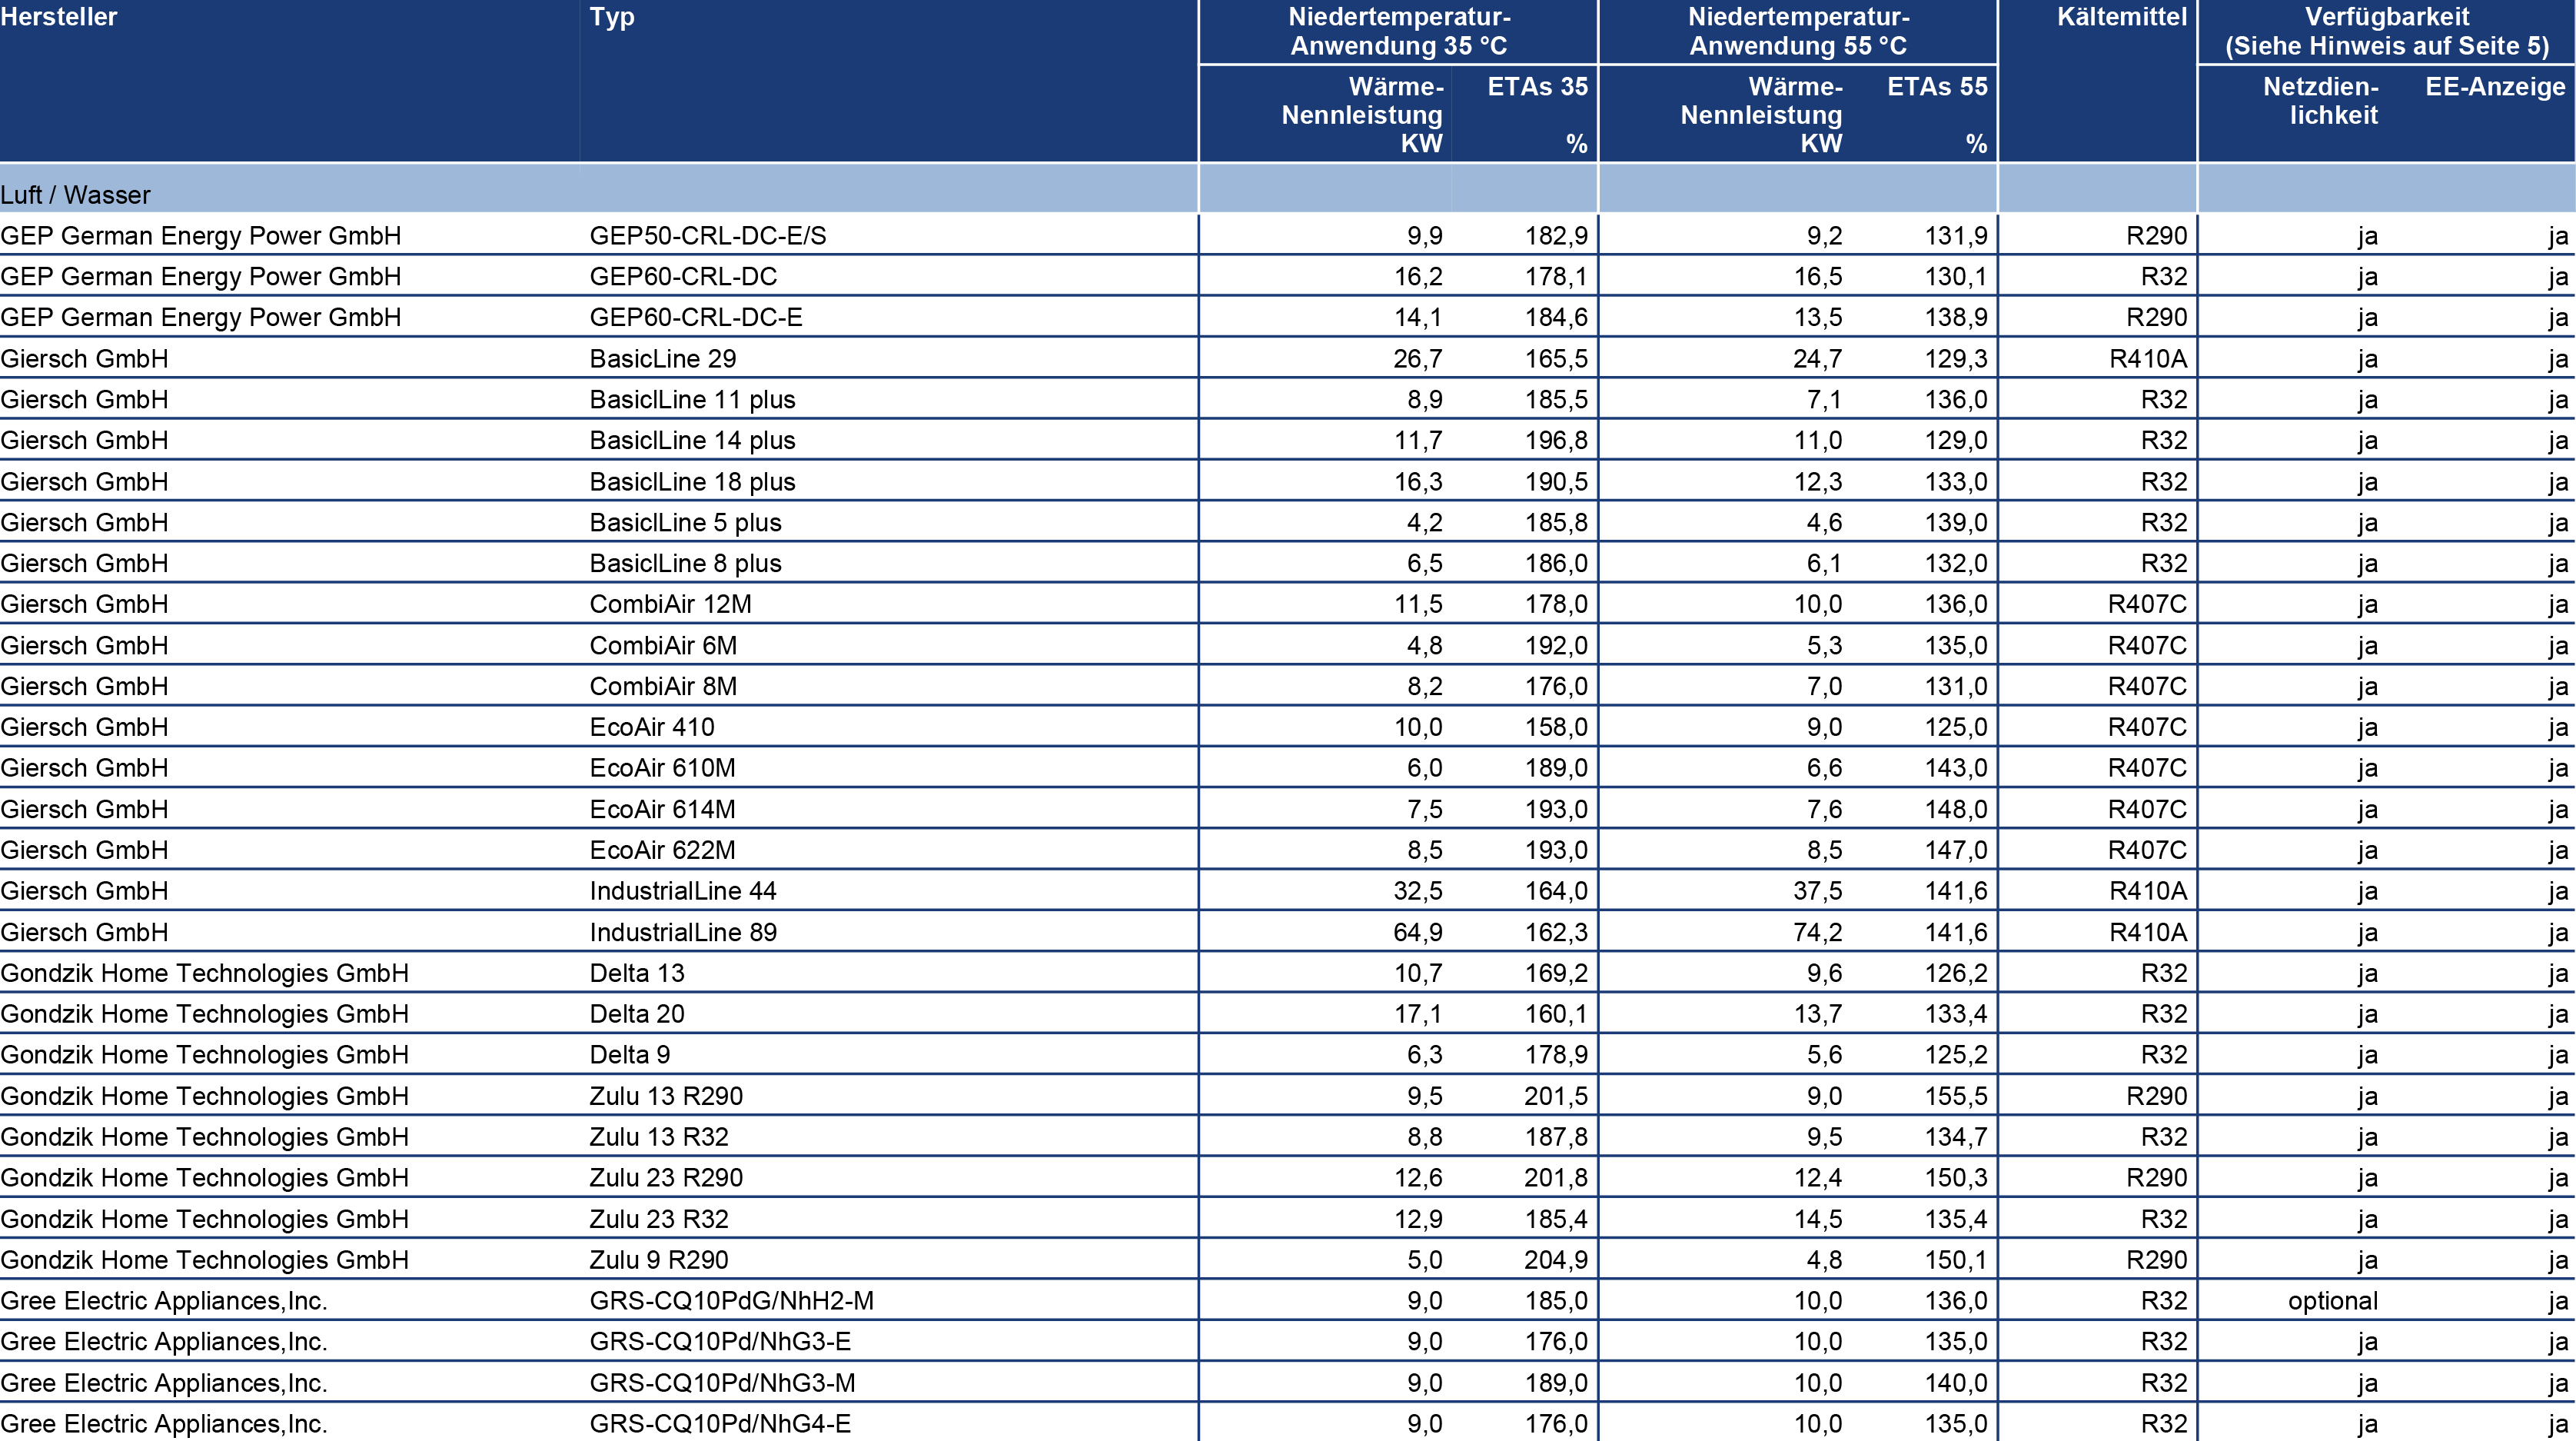 Hersteller Typ Niedertemperatur- Niedertemperatur- Kältemittel Verfügbarkeit
Anwendung 35 °C Anwendung 55 °C (Siehe Hinweis auf Seite 5)
Wärme- ETAs 35 Wärme- ETAs 55 Netzdien- EE-Anzeige
Nennleistung Nennleistung lichkeit
KW % KW %
Luft / Wasser
GEP German Energy Power GmbH GEP50-CRL-DC-E/S 9,9 182,9 9,2 131,9 R290 ja ja
GEP German Energy Power GmbH GEP60-CRL-DC 16,2 178,1 16,5 130,1 R32 ja ja
GEP German Energy Power GmbH GEP60-CRL-DC-E 14,1 184,6 13,5 138,9 R290 ja ja
Giersch GmbH BasicLine 29 26,7 165,5 24,7 129,3 R410A ja ja
Giersch GmbH BasiclLine 11 plus 8,9 185,5 7,1 136,0 R32 ja ja
Giersch GmbH BasiclLine 14 plus 11,7 196,8 11,0 129,0 R32 ja ja
Giersch GmbH BasiclLine 18 plus 16,3 190,5 12,3 133,0 R32 ja ja
Giersch GmbH BasiclLine 5 plus 4,2 185,8 4,6 139,0 R32 ja ja
Giersch GmbH BasiclLine 8 plus 6,5 186,0 6,1 132,0 R32 ja ja
Giersch GmbH CombiAir 12M 11,5 178,0 10,0 136,0 R407C ja ja
Giersch GmbH CombiAir 6M 4,8 192,0 5,3 135,0 R407C ja ja
Giersch GmbH CombiAir 8M 8,2 176,0 7,0 131,0 R407C ja ja
Giersch GmbH EcoAir 410 10,0 158,0 9,0 125,0 R407C ja ja
Giersch GmbH EcoAir 610M 6,0 189,0 6,6 143,0 R407C ja ja
Giersch GmbH EcoAir 614M 7,5 193,0 7,6 148,0 R407C ja ja
Giersch GmbH EcoAir 622M 8,5 193,0 8,5 147,0 R407C ja ja
Giersch GmbH IndustrialLine 44 32,5 164,0 37,5 141,6 R410A ja ja
Giersch GmbH IndustrialLine 89 64,9 162,3 74,2 141,6 R410A ja ja
Gondzik Home Technologies GmbH Delta 13 10,7 169,2 9,6 126,2 R32 ja ja
Gondzik Home Technologies GmbH Delta 20 17,1 160,1 13,7 133,4 R32 ja ja
Gondzik Home Technologies GmbH Delta 9 6,3 178,9 5,6 125,2 R32 ja ja
Gondzik Home Technologies GmbH Zulu 13 R290 9,5 201,5 9,0 155,5 R290 ja ja
Gondzik Home Technologies GmbH Zulu 13 R32 8,8 187,8 9,5 134,7 R32 ja ja
Gondzik Home Technologies GmbH Zulu 23 R290 12,6 201,8 12,4 150,3 R290 ja ja
Gondzik Home Technologies GmbH Zulu 23 R32 12,9 185,4 14,5 135,4 R32 ja ja
Gondzik Home Technologies GmbH Zulu 9 R290 5,0 204,9 4,8 150,1 R290 ja ja
Gree Electric Appliances,Inc. GRS-CQ10PdG/NhH2-M 9,0 185,0 10,0 136,0 R32 optional ja
Gree Electric Appliances,Inc. GRS-CQ10Pd/NhG3-E 9,0 176,0 10,0 135,0 R32 ja ja
Gree Electric Appliances,Inc. GRS-CQ10Pd/NhG3-M 9,0 189,0 10,0 140,0 R32 ja ja
Gree Electric Appliances,Inc. GRS-CQ10Pd/NhG4-E 9,0 176,0 10,0 135,0 R32 ja ja